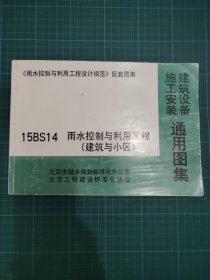 《雨水控制与利用工程设计规范》配套图集
15BS14 雨水控制与利用工程
(建筑与小区)
北京市城乡规划标准化办公室
北京工程建设标准化协会
建筑设备
施工安装
通用图集